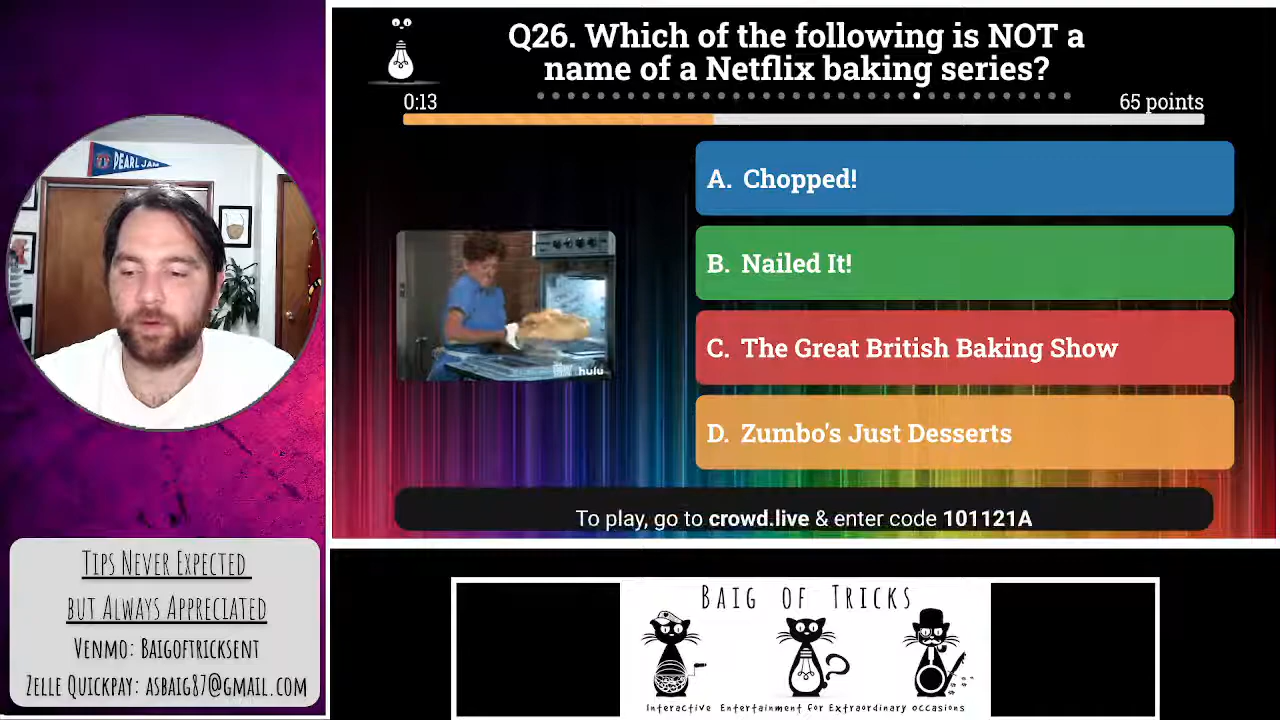 PEARL JAM
Tips Never Expected
but Always Appreciated
Venmo: Baigoftricksent
Zelle Quickpay: asbaig87@gmail.com
Q26. Which of the following is NOT a
name of a Netflix baking series?
0:13
65 points
A. Chopped!
B. Nailed It!
C. The Great British Baking Show
D. Zumbo's Just Desserts
hulu
To play, go to crowd.live & enter code 101121A
Baig of Tricks
Interactive Entertainment for Extraordinary occasions